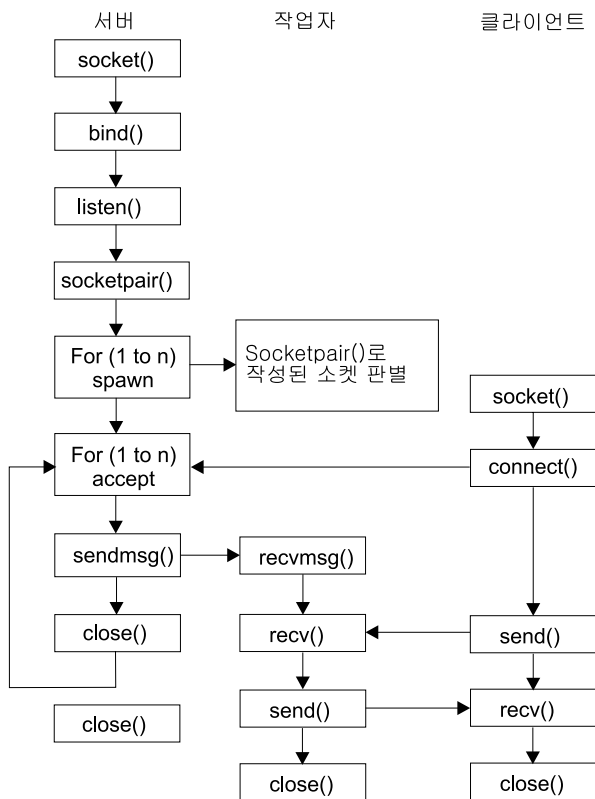 서버
작업자
클라이언트
socket()
bind()
listen()
socketpair()
For (1 to n)
spawn
Socketpair()로
작성된 소켓 판별
socket()
For (1 to n)
accept
connect()
sendmsg()
recvmsg()
close()
recv()
send()
close()
send()
recv()
close()
close()